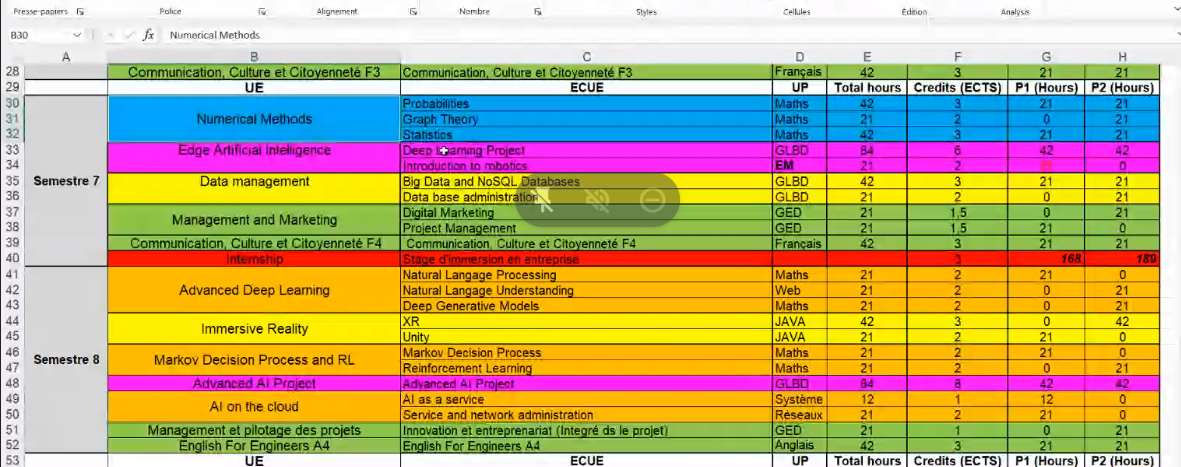 Presse-papiers Police Alignement Nombre Styles Cellules Édition Analysis
B30 fx Numerical Methods
A B C D E F G H
28 Communication, Culture et Citoyenneté F3 Communication, Culture et Citoyenneté F3 Français 42 3 21 21
29 UE ECUE UP Total hours Credits (ECTS) P1 (Hours) P2 (Hours)
30 Probabilities Maths 42 3 21 21
31 Numerical Methods Graph Theory Maths 21 2 0 21
32 Statistics Maths 42 3 21 21
33 Edge Artificial Intelligence Deep Learning Project GLBD 84 6 42 42
34 Introduction to robotics EM 21 2 21 0
35 Semestre 7 Data management Big Data and NoSQL Databases GLBD 42 3 21 21
36 Data base administration GLBD 21 2 0 21
37 Management and Marketing Digital Marketing GED 21 1,5 0 21
38 Project Management GED 21 1,5 21 0
39 Communication, Culture et Citoyenneté F4 Communication, Culture et Citoyenneté F4 Français 42 3 21 21
40 Internship Stage d'immersion en entreprise 3 168 189
41 Natural Langage Processing Maths 21 2 21 0
42 Advanced Deep Learning Natural Langage Understanding Web 21 2 0 21
43 Deep Generative Models Maths 21 2 0 21
44 Immersive Reality XR JAVA 42 3 0 42
45 Unity JAVA 21 2 21 0
46 Semestre 8 Markov Decision Process and RL Markov Decision Process Maths 21 2 21 0
47 Reinforcement Learning Maths 21 2 0 21
48 Advanced AI Project Advanced AI Project GLBD 84 8 42 42
49 AI on the cloud AI as a service Système 12 1 12 0
50 Service and network administration Réseaux 21 2 21 0
51 Management et pilotage des projets Innovation et entreprenariat (Integré ds le projet) GED 21 1 0 21
52 English For Engineers A4 English For Engineers A4 Anglais 42 3 21 21
53 UE ECUE UP Total hours Credits (ECTS) P1 (Hours) P2 (Hours)